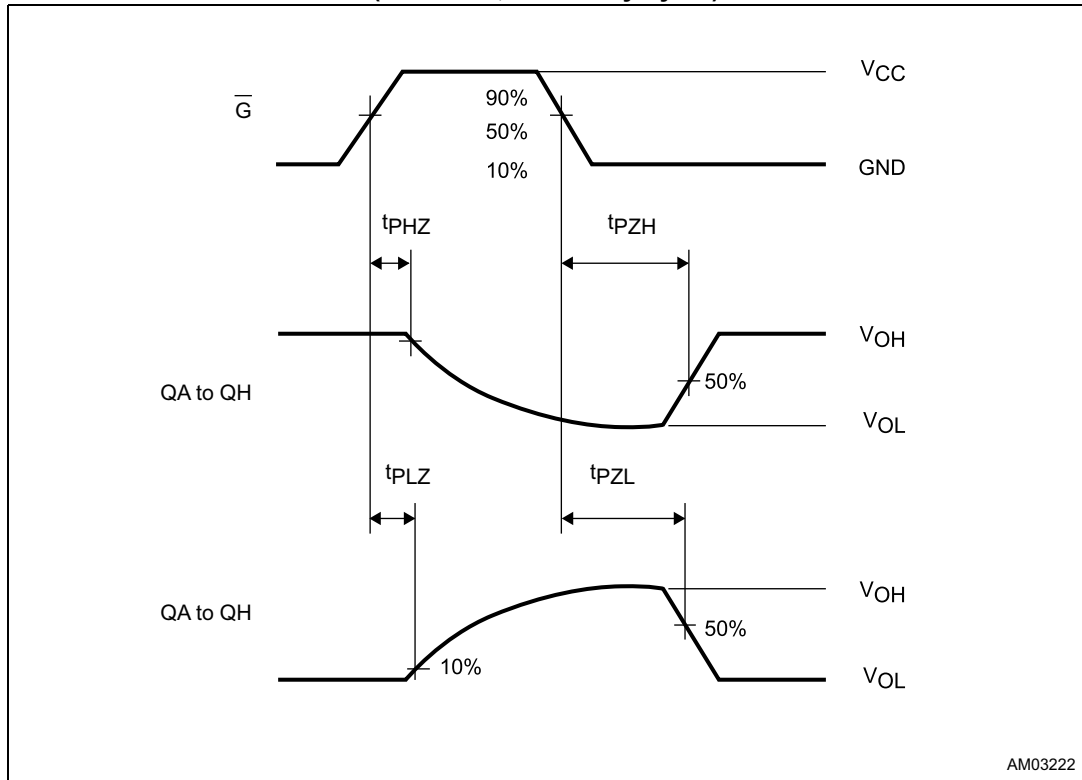 VCC
G
90%
50%
10%
GND
tPHZ
tPZH
VOH
QA to QH
50%
VOL
tPLZ
tPZL
VOH
QA to QH
50%
10%
VOL
AM03222